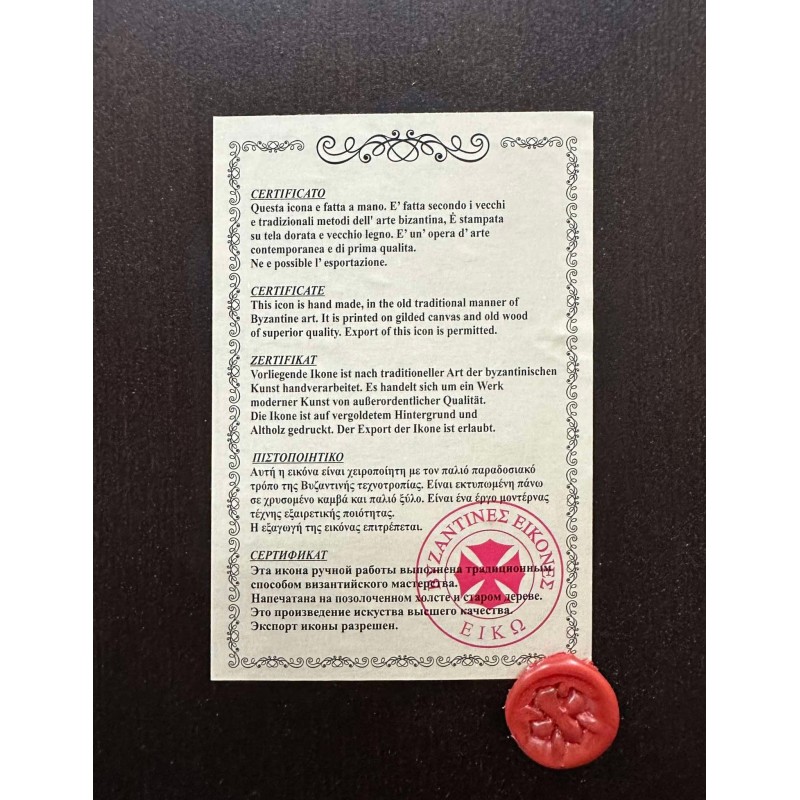 CERTIFICATO
Questa icona e fatta a mano. E' fatta secondo i vecchi
e tradizionali metodi dell' arte bizantina, È stampata
su tela dorata e vecchio legno. E' un' opera d' arte
contemporanea e di prima qualita.
Ne e possible l' esportazione.
CERTIFICATE
This icon is hand made, in the old traditional manner of
Byzantine art. It is printed on gilded canvas and old wood
of superior quality. Export of this icon is permitted.
ZERTIFIKAT
Vorliegende Ikone ist nach traditioneller Art der byzantinischen
Kunst handverarbeitet. Es handelt sich um ein Werk
moderner Kunst von außerordentlicher Qualität.
Die Ikone ist auf vergoldetem Hintergrund und
Altholz gedruckt. Der Export der Ikone ist erlaubt.
ΠΙΣΤΟΠΟΙΗΤΙΚΟ
Αυτή η εικόνα είναι χειροποίητη με τον παλιό παραδοσιακό
τρόπο της Βυζαντινής τεχνοτροπίας. Είναι εκτυπωμένη πάνω
σε χρυσομένο καμβά και παλιό ξύλο. Είναι ένα έργο μοντέρνας
τέχνης εξαιρετικής ποιότητας.
Η εξαγωγή της εικόνας επιτρέπεται.
СЕРТИФИКАТ
Эта икона ручной работы выполнена традиционным
способом византийского мастерства.
Напечатана на позолоченном холсте и старом дереве.
Это произведение искуства высшего качества.
Экспорт иконы разрешен.
ΒΥΖΑΝΤΙΝΕΣ ΕΙΚΟΝΕΣ
ΕΙΚΩ